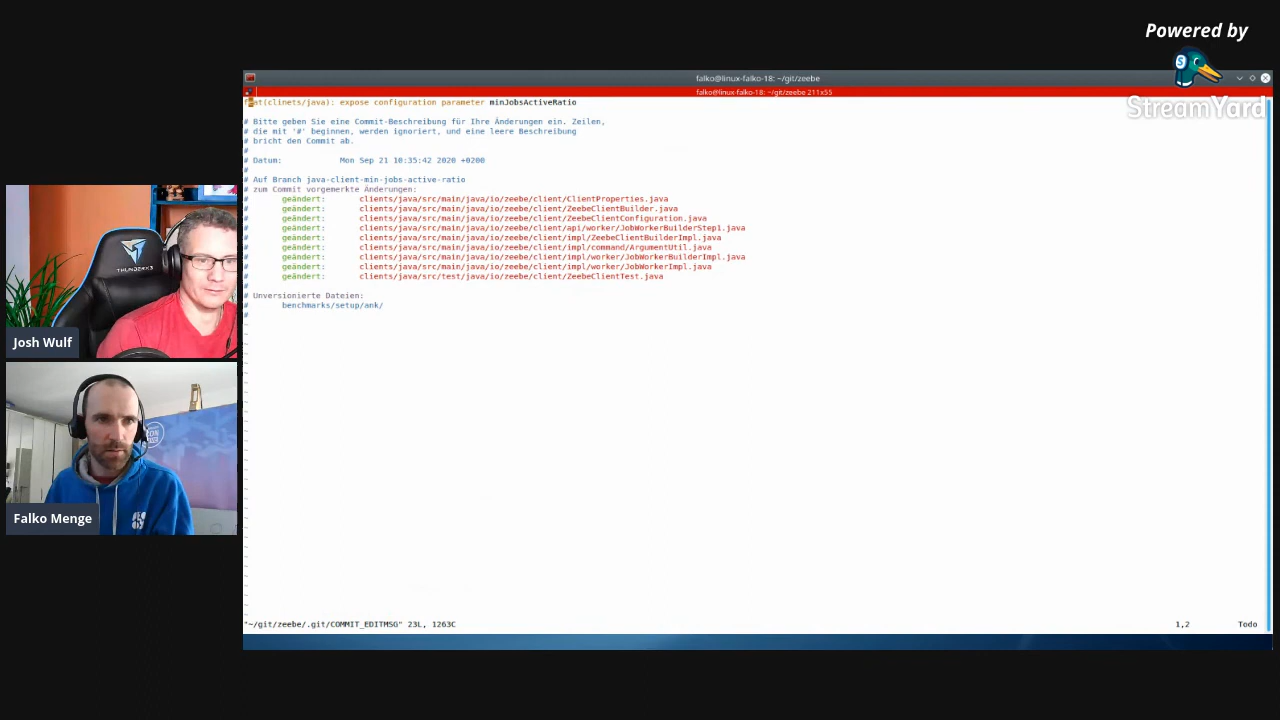 Powered by
StreamYard
falko@linux-falko-18: ~/git/zeebe
falko@linux-falko-18: ~/git/zeebe 211x55
feat(clinets/java): expose configuration parameter minJobsActiveRatio
# Bitte geben Sie eine Commit-Beschreibung für Ihre Änderungen ein. Zeilen,
# die mit '#' beginnen, werden ignoriert, und eine leere Beschreibung
# bricht den Commit ab.
#
# Datum: Mon Sep 21 10:35:42 2020 +0200
#
# Auf Branch java-client-min-jobs-active-ratio
# zum Commit vorgemerkte Änderungen:
# geändert: clients/java/src/main/java/io/zeebe/client/ClientProperties.java
# geändert: clients/java/src/main/java/io/zeebe/client/ZeebeClientBuilder.java
# geändert: clients/java/src/main/java/io/zeebe/client/ZeebeClientConfiguration.java
# geändert: clients/java/src/main/java/io/zeebe/client/api/worker/JobWorkerBuilderStep1.java
# geändert: clients/java/src/main/java/io/zeebe/client/impl/ZeebeClientBuilderImpl.java
# geändert: clients/java/src/main/java/io/zeebe/client/impl/command/ArgumentUtil.java
# geändert: clients/java/src/main/java/io/zeebe/client/impl/worker/JobWorkerBuilderImpl.java
# geändert: clients/java/src/main/java/io/zeebe/client/impl/worker/JobWorkerImpl.java
# geändert: clients/java/src/test/java/io/zeebe/client/ZeebeClientTest.java
#
# Unversionierte Dateien:
# benchmarks/setup/ank/
#
"~/git/zeebe/.git/COMMIT_EDITMSG" 23L, 1263C 1,2 Todo
THUNDERX3
Josh Wulf
Falko Menge